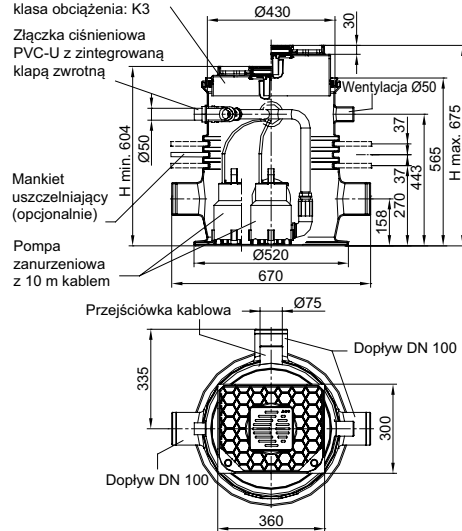 klasa obciążenia: K3
Ø430
30
Złączka ciśnieniowa
PVC-U z zintegrowaną
klapą zwrotną
Wentylacja Ø50
H min. 604
Ø50
37
37
270
443
158
565
H max. 675
Mankiet
uszczelniający
(opcjonalnie)
Pompa
zanurzeniowa
z 10 m kablem
Ø520
670
Przejściówka kablowa
Ø75
Dopływ DN 100
335
300
Dopływ DN 100
360